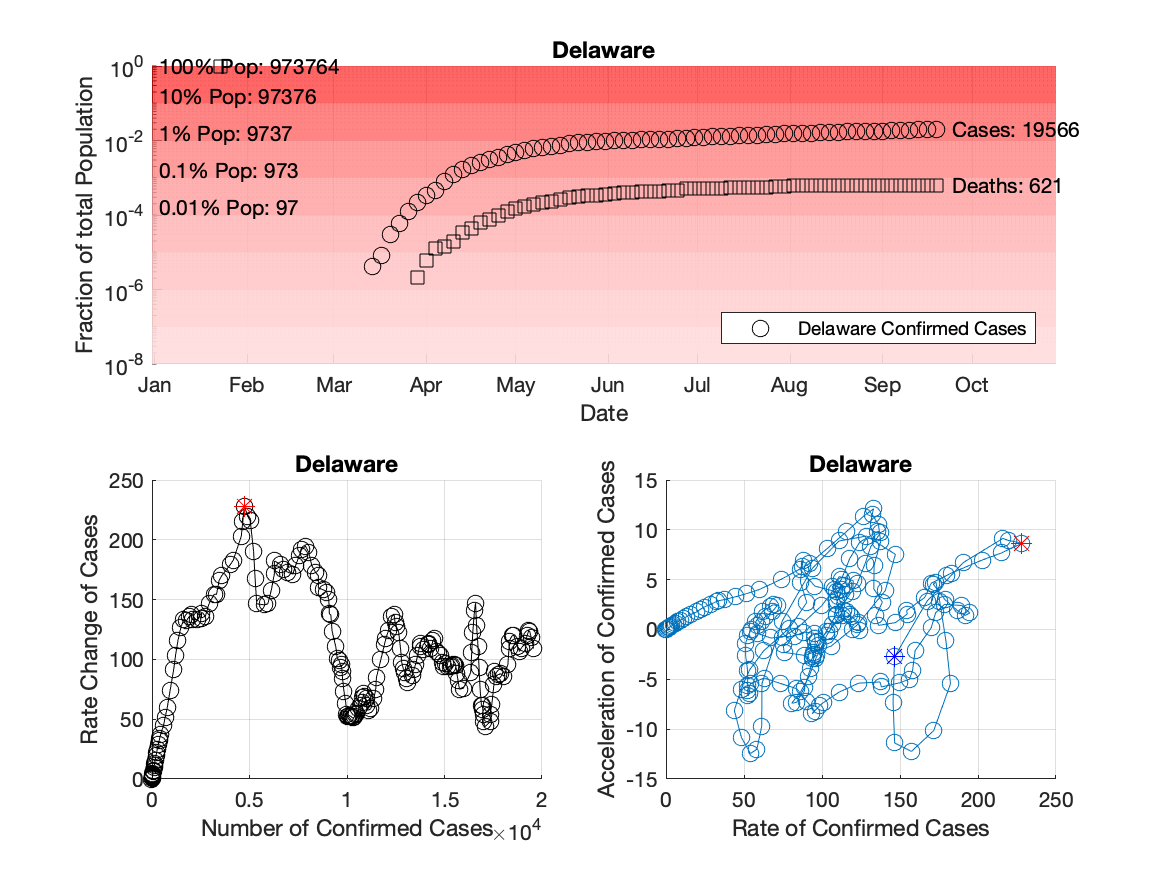 Delaware
10^0
10^-2
10^-4
10^-6
10^-8
Fraction of total Population
100% Pop: 973764
10% Pop: 97376
1% Pop: 9737
0.1% Pop: 973
0.01% Pop: 97
Cases: 19566
Deaths: 621
Delaware Confirmed Cases
Jan Feb Mar Apr May Jun Jul Aug Sep Oct
Date
Delaware
250
200
150
100
50
0
Rate Change of Cases
0 0.5 1 1.5 2
Number of Confirmed Cases
×10^4
Delaware
15
10
5
0
-5
-10
-15
Acceleration of Confirmed Cases
0 50 100 150 200 250
Rate of Confirmed Cases